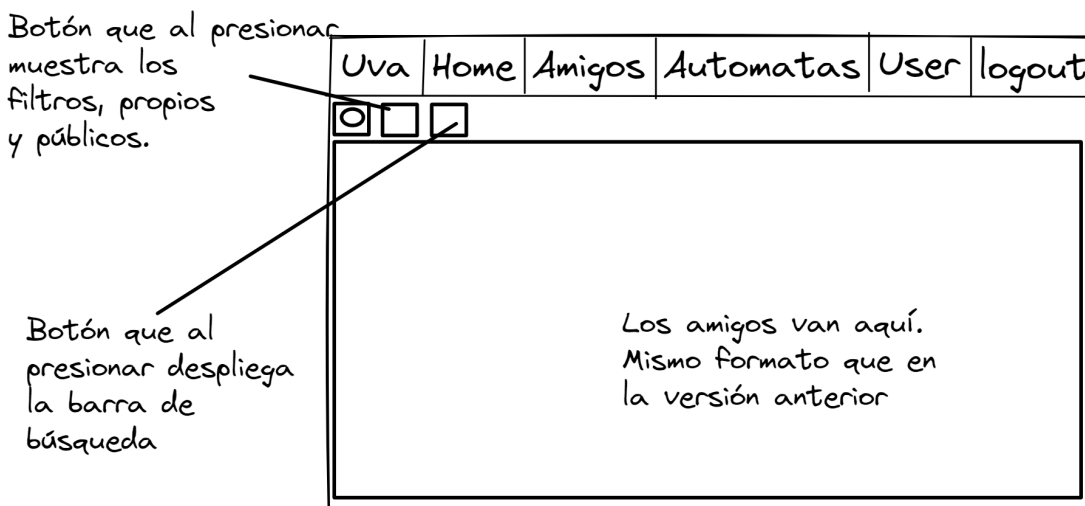 Botón que al presionar
muestra los
filtros, propios
y públicos.
Uva Home Amigos Automatas User logout
Botón que al
presionar despliega
la barra de
búsqueda
Los amigos van aquí.
Mismo formato que en
la versión anterior